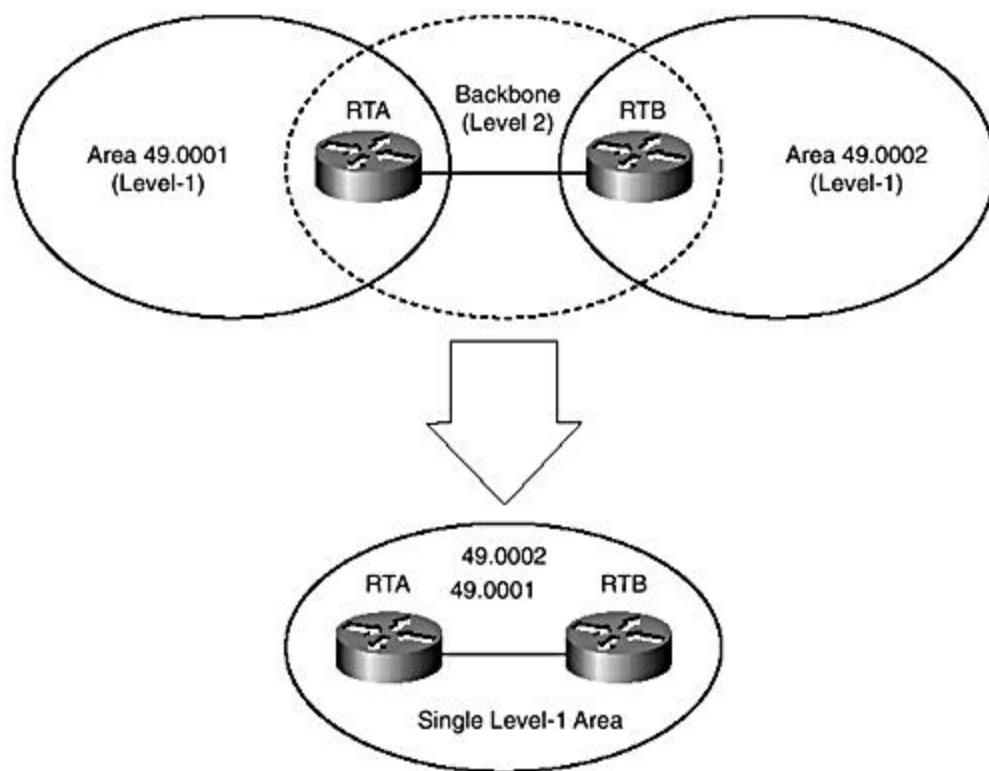 Backbone
(Level 2)
RTA
RTB
Area 49.0001
(Level-1)
Area 49.0002
(Level-1)
49.0002
49.0001
RTA
RTB
Single Level-1 Area